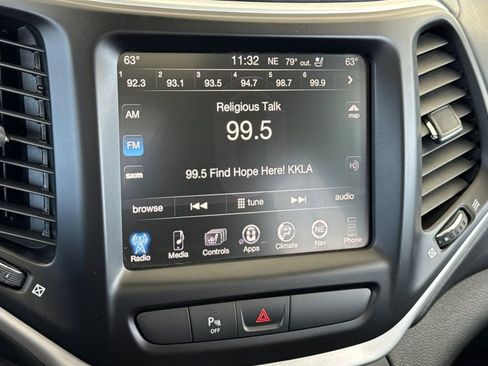 63° 11:32 NE 79° out. 63°
1 2 3 4 5 6
92.3 93.1 93.5 94.7 98.7 99.9
AM
Religious Talk
map
99.5
FM
99.5 Find Hope Here! KKLA
HD
sxm
browse tune audio
NE
Radio Media Controls Apps Climate Nav Phone
P
OFF